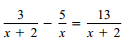 3/(x + 2) − 5/x = 13/(x + 2)